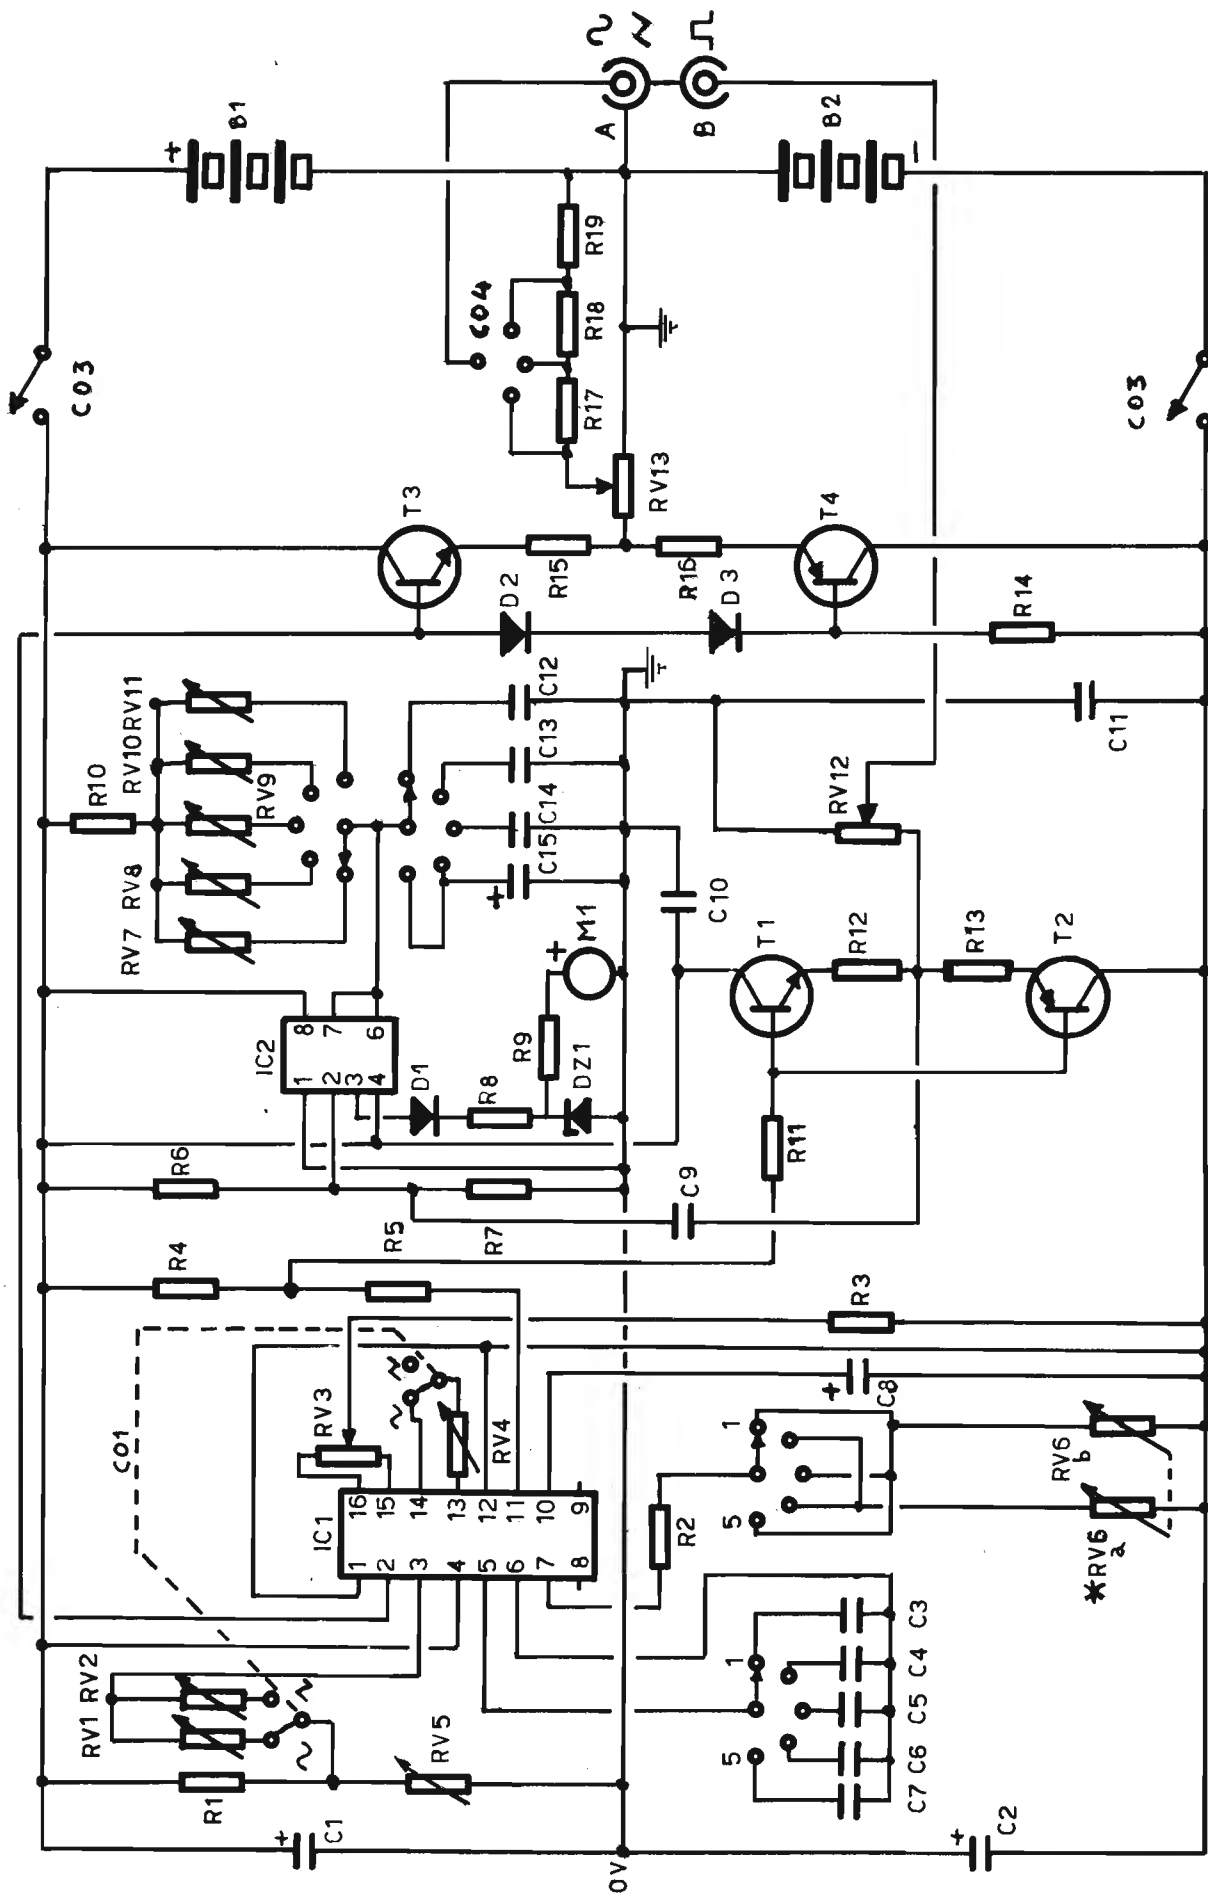 C03
B1
+
A
B
B2
-
C04
R19
R18
R17
RV13
C03
T3
R15
R16
T4
D2
D3
R14
R10
RV10
RV11
RV9
RV8
RV7
C12
C13
C14
C15
+
C11
RV12
C10
M1
+
T1
R12
R13
T2
IC2
8
7
6
1
2
3
4
D1
R8
R9
DZ1
R11
R6
C9
R4
R5
R7
R3
C01
RV3
RV4
C8
+
IC1
16
15
14
13
12
11
10
9
1
2
3
4
5
6
7
8
R2
1
5
RV6
b
*RV6
a
RV1
RV2
R1
RV5
1
5
C3
C4
C5
C6
C7
C1
+
C2
+
0V